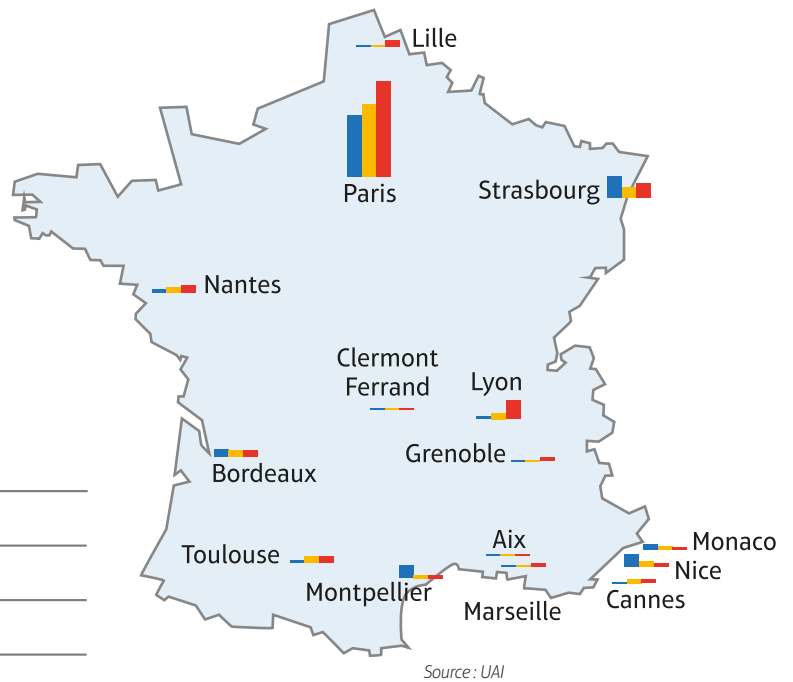 Lille
Paris
Strasbourg
Nantes
Clermont
Ferrand
Lyon
Grenoble
Bordeaux
Aix
Monaco
Toulouse
Nice
Montpellier
Cannes
Marseille
Source : UAI